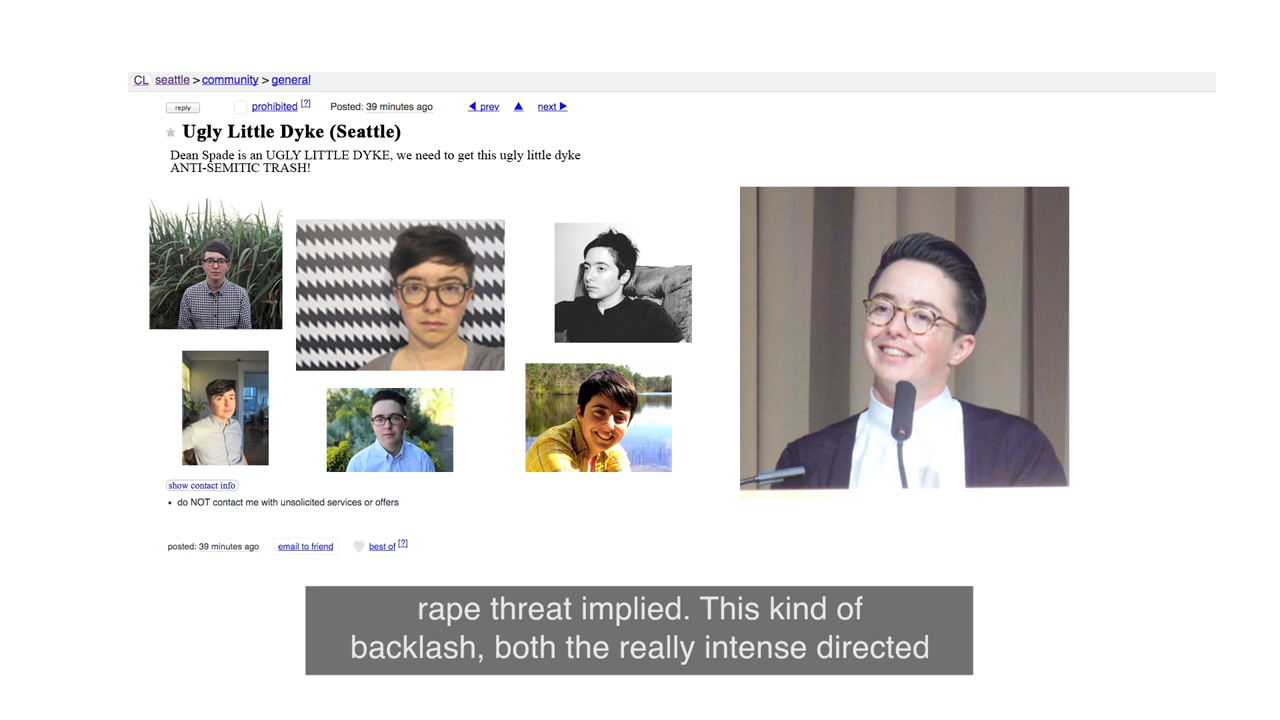 CL seattle > community > general
reply prohibited [?] Posted: 39 minutes ago ◀ prev ▲ next ▶
★ Ugly Little Dyke (Seattle)
Dean Spade is an UGLY LITTLE DYKE, we need to get this ugly little dyke
ANTI-SEMITIC TRASH!
show contact info
• do NOT contact me with unsolicited services or offers
posted: 39 minutes ago email to friend ♥ best of [?]
rape threat implied. This kind of
backlash, both the really intense directed